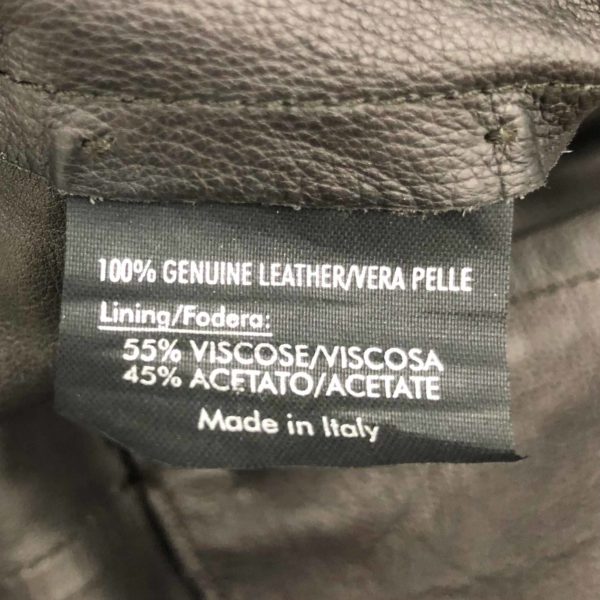 100% GENUINE LEATHER/VERA PELLE
Lining/Fodera:
55% VISCOSE/VISCOSA
45% ACETATO/ACETATE
Made in Italy